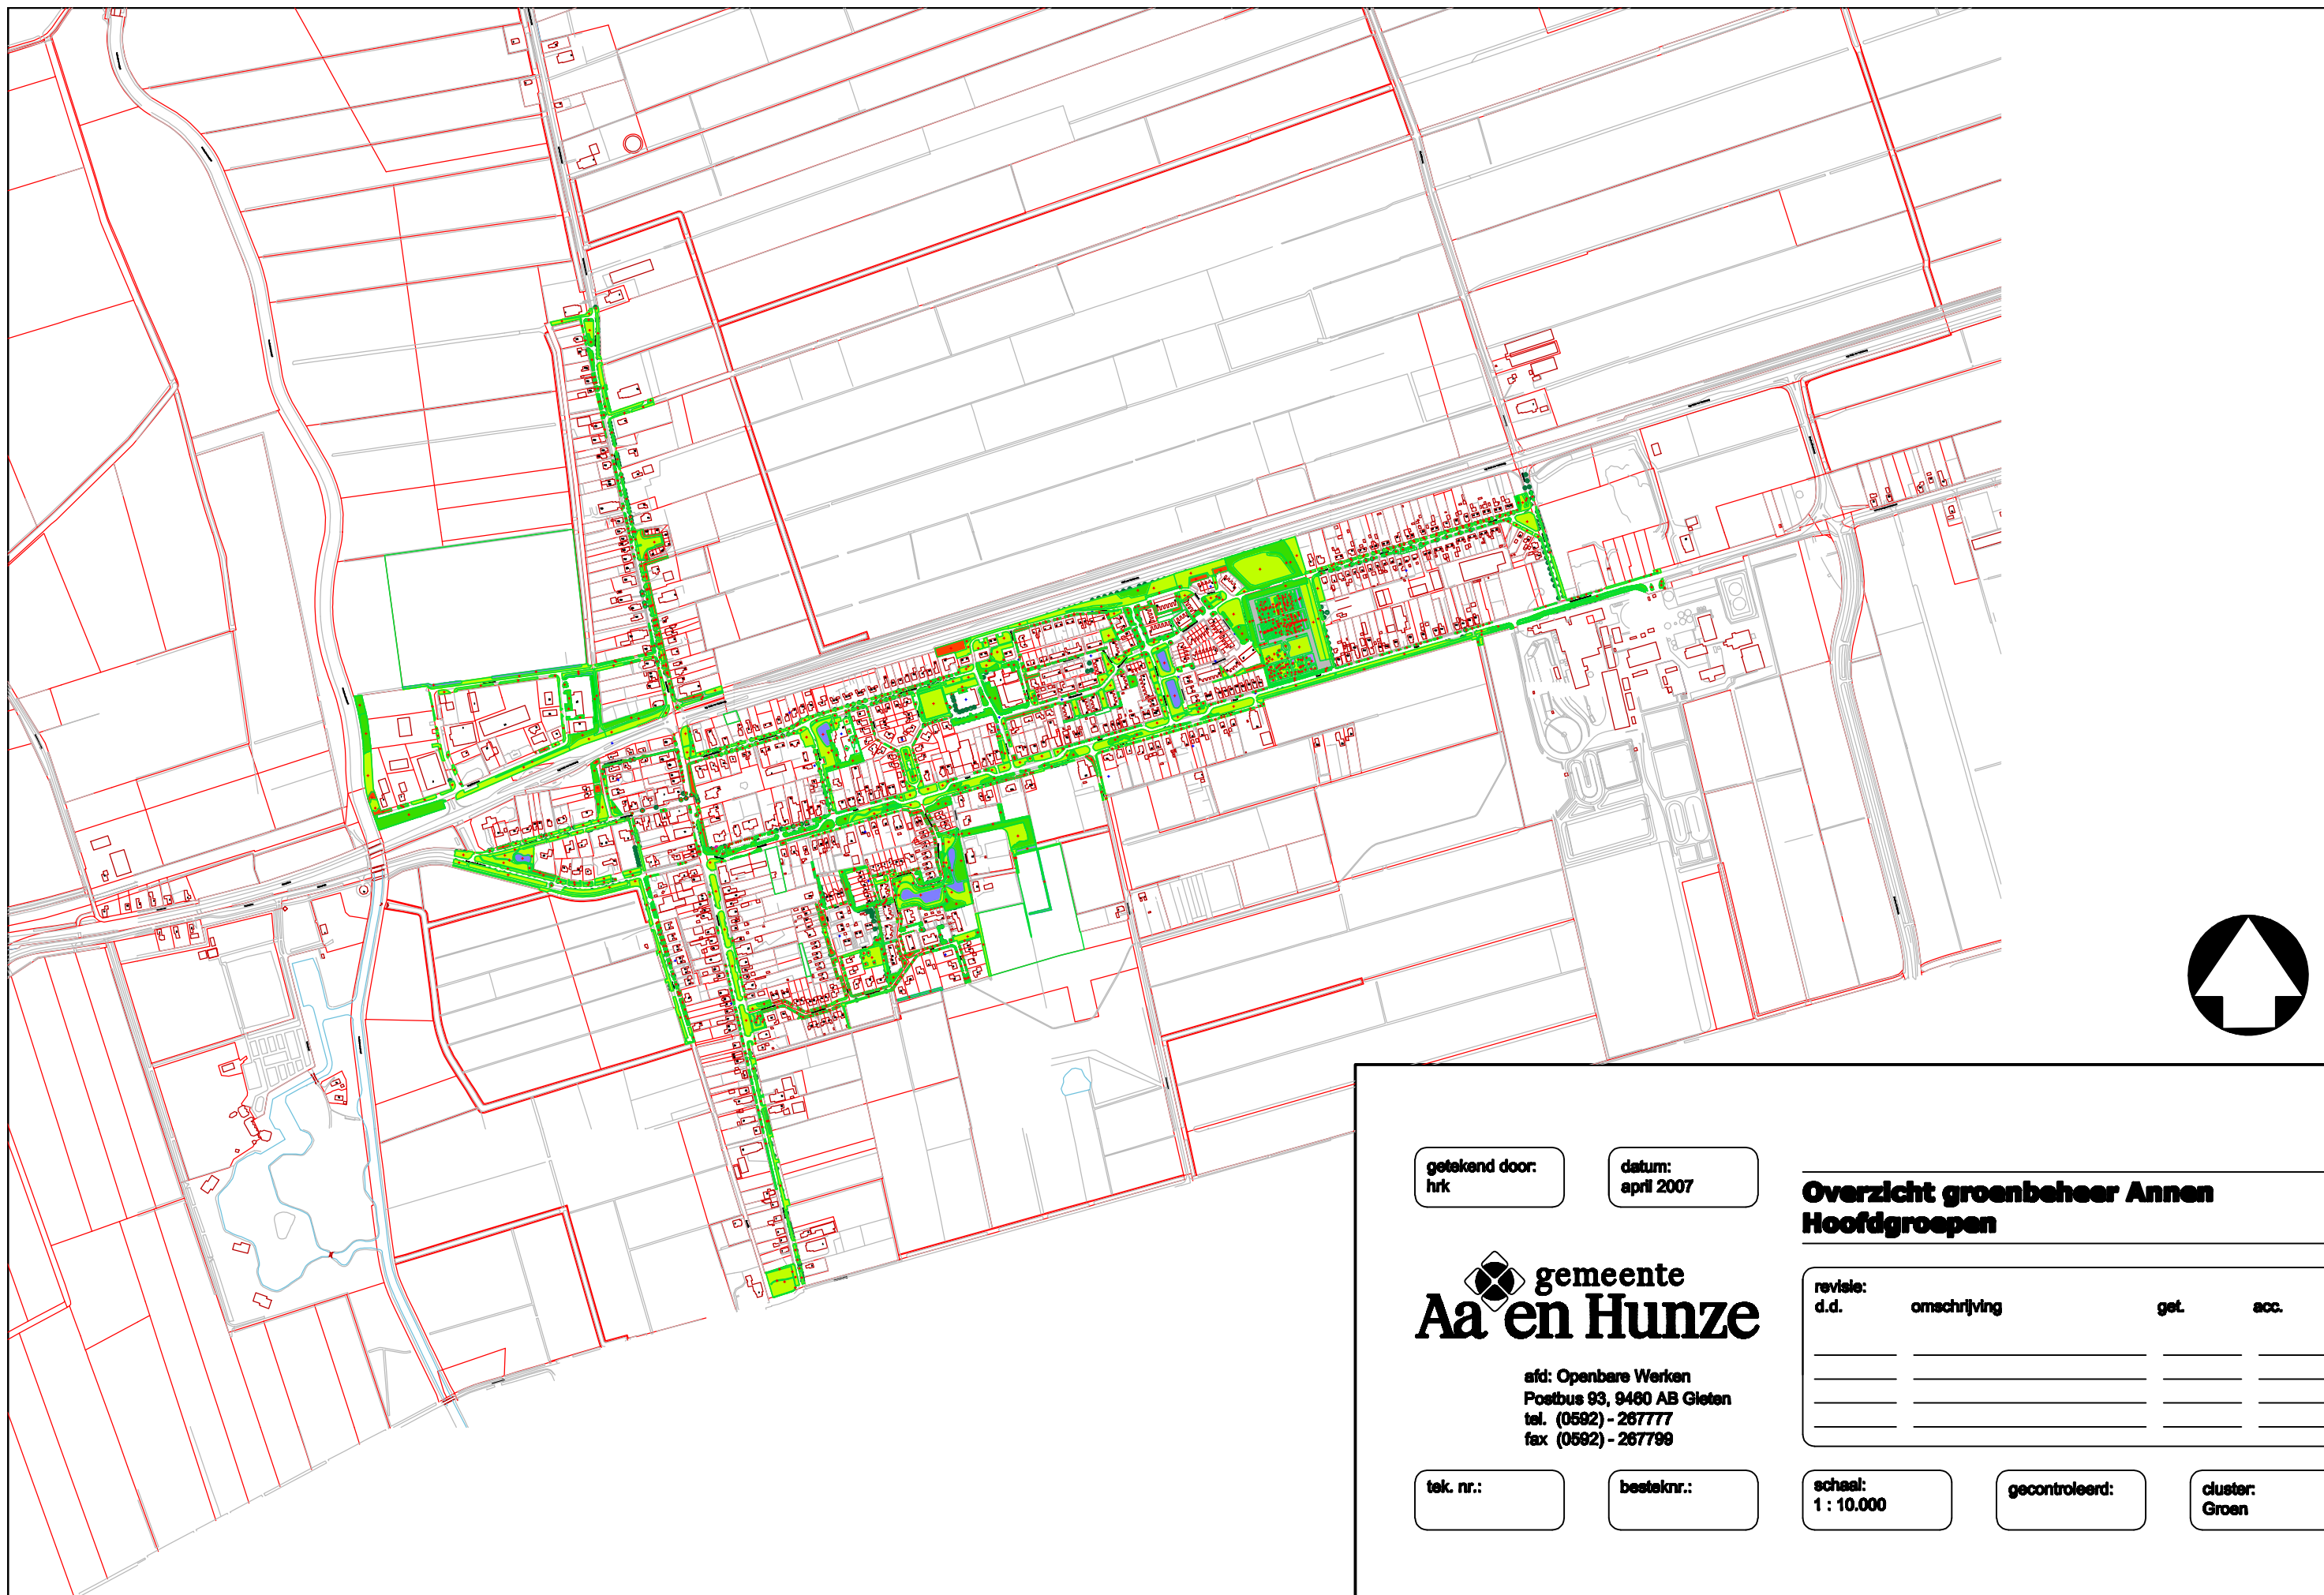 getekend door:
hrk
datum:
april 2007
Overzicht groenbeheer Annen
Hoofdgroepen
gemeente
Aa en Hunze
afd: Openbare Werken
Postbus 93, 9460 AB Gieten
tel. (0592) - 267777
fax (0592) - 267799
revisie:
d.d. omschrijving get. acc.
tek. nr.:
besteknr.:
schaal:
1 : 10.000
gecontroleerd:
cluster:
Groen